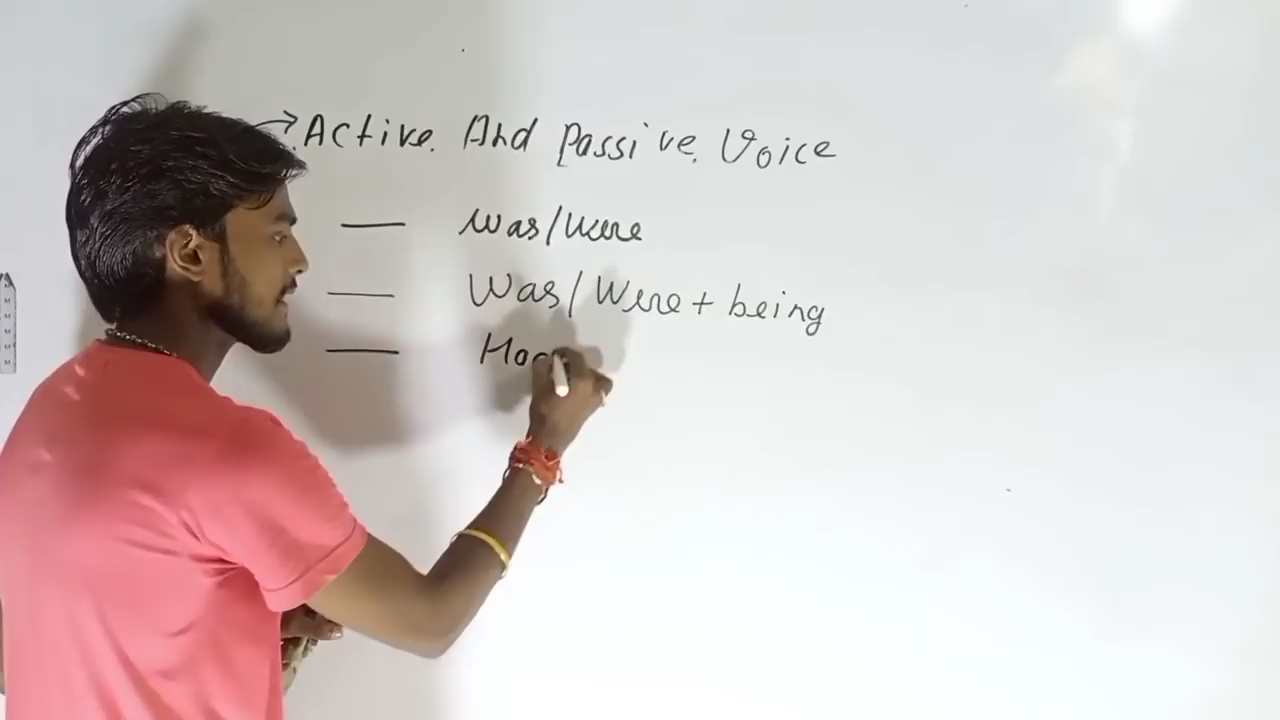 Active And Passive Voice
— Was/Were
— Was/Were + being
—